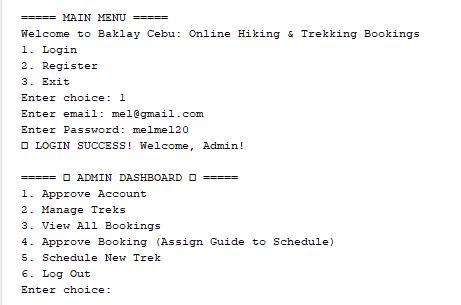 ===== MAIN MENU =====
Welcome to Baklay Cebu: Online Hiking & Trekking Bookings
1. Login
2. Register
3. Exit
Enter choice: 1
Enter email: mel@gmail.com
Enter Password: melmel20
▯ LOGIN SUCCESS! Welcome, Admin!
===== ▯ ADMIN DASHBOARD ▯ =====
1. Approve Account
2. Manage Treks
3. View All Bookings
4. Approve Booking (Assign Guide to Schedule)
5. Schedule New Trek
6. Log Out
Enter choice: